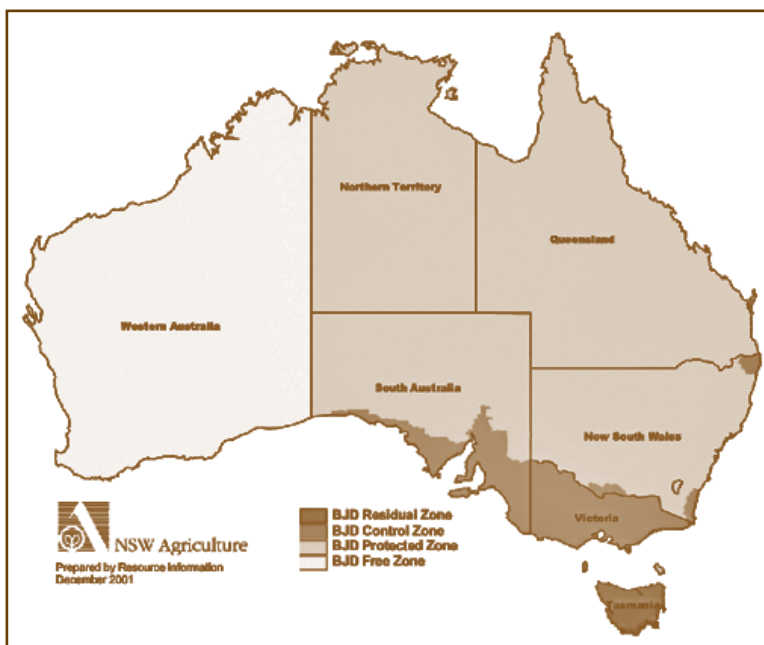 Northern Territory
Queensland
Western Australia
South Australia
New South Wales
Victoria
Tasmania
BJD Residual Zone
BJD Control Zone
BJD Protected Zone
BJD Free Zone
NSW Agriculture
Prepared by Resource Information
December 2001